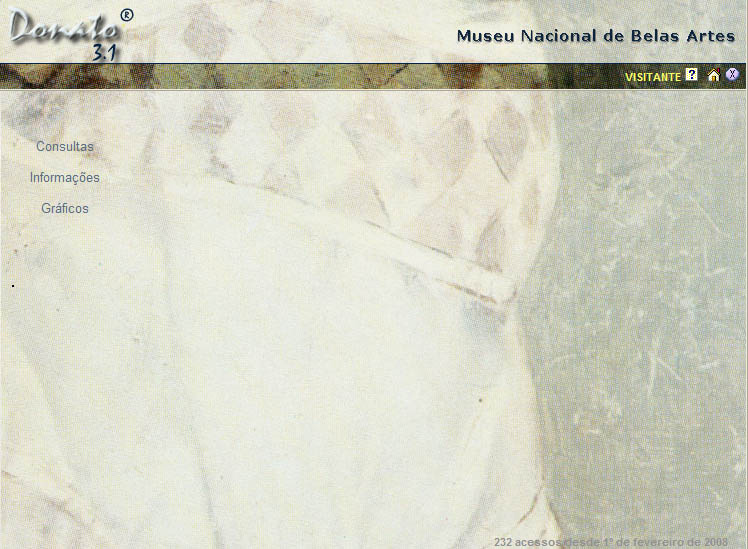 Donato®
3.1
Museu Nacional de Belas Artes
VISITANTE ? X
Consultas
Informações
Gráficos
232 acessos desde 1º de fevereiro de 2008